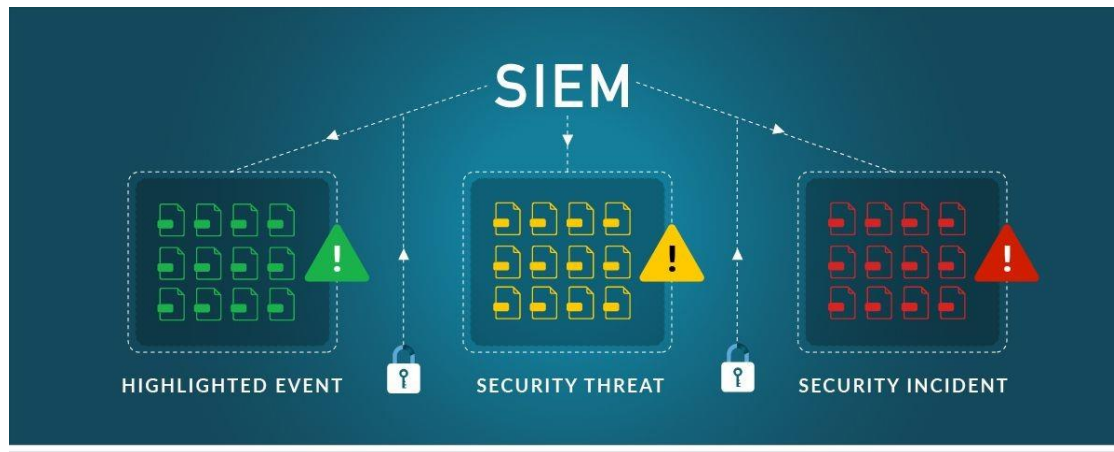 SIEM
HIGHLIGHTED EVENT
SECURITY THREAT
SECURITY INCIDENT